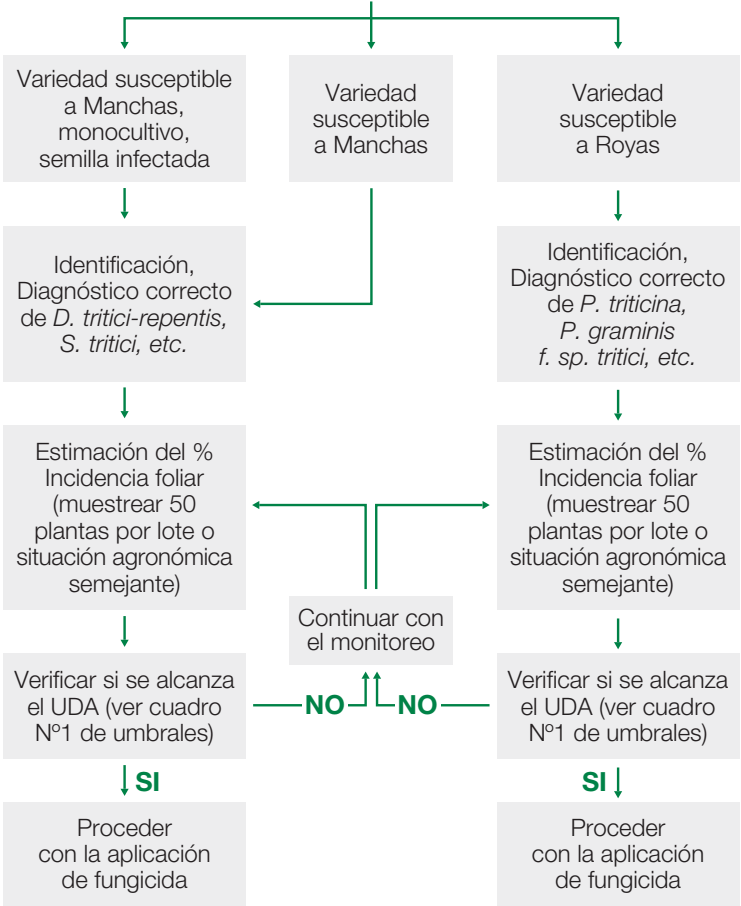 Variedad susceptible
a Manchas,
monocultivo,
semilla infectada
Variedad
susceptible
a Manchas
Variedad
susceptible
a Royas
Identificación,
Diagnóstico correcto
de D. tritici-repentis,
S. tritici, etc.
Identificación,
Diagnóstico correcto
de P. triticina,
P. graminis
f. sp. tritici, etc.
Estimación del %
Incidencia foliar
(muestrear 50
plantas por lote o
situación agronómica
semejante)
Estimación del %
Incidencia foliar
(muestrear 50
plantas por lote o
situación agronómica
semejante)
Continuar con
el monitoreo
Verificar si se alcanza
el UDA (ver cuadro
Nº1 de umbrales)
NO
NO
Verificar si se alcanza
el UDA (ver cuadro
Nº1 de umbrales)
SI
SI
Proceder
con la aplicación
de fungicida
Proceder
con la aplicación
de fungicida